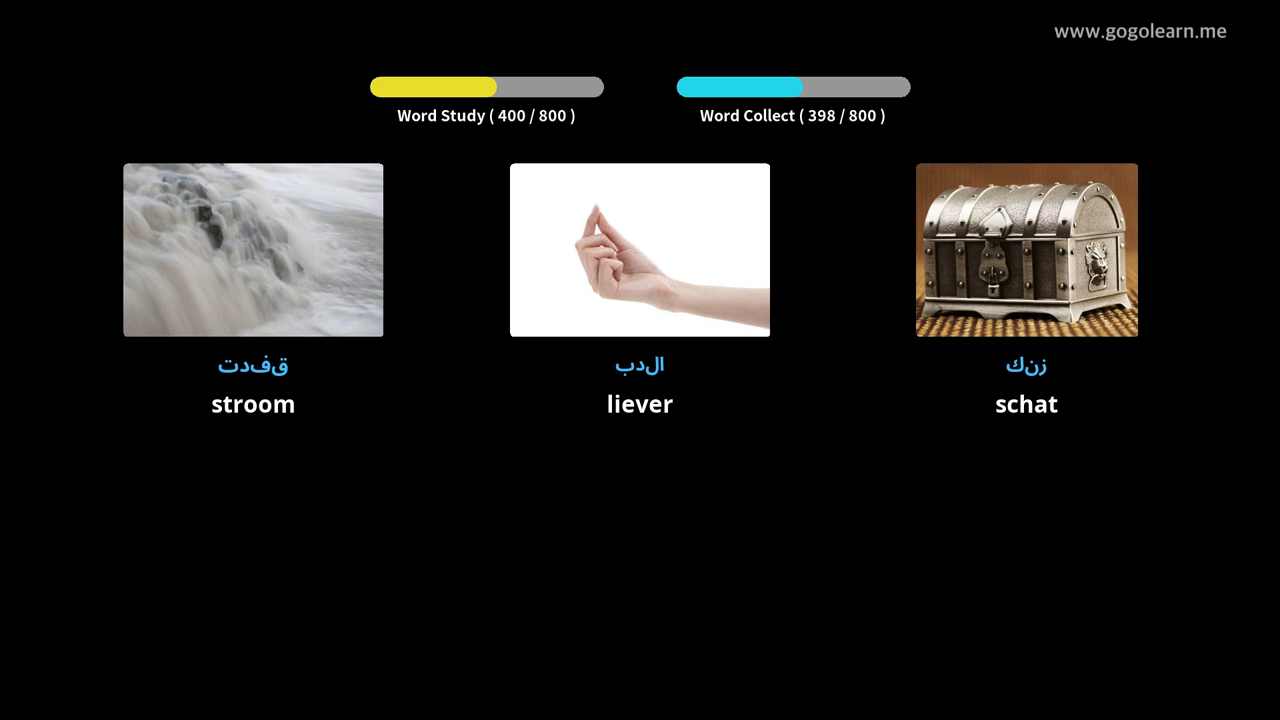 www.gogolearn.me
Word Study ( 400 / 800 )
Word Collect ( 398 / 800 )
قفدت
الدب
زنك
stroom
liever
schat